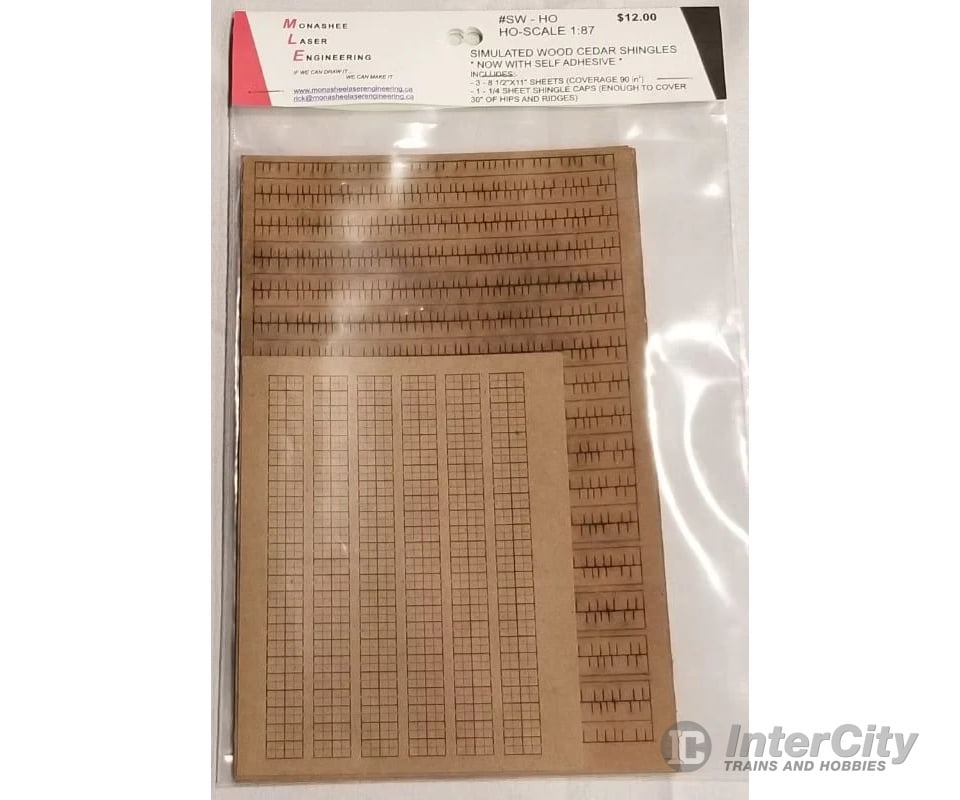 MONASHEE
LASER
ENGINEERING
IF WE CAN DRAW IT...
WE CAN MAKE IT
www.monasheelaserengineering.ca
rick@monasheelaserengineering.ca
#SW - HO
$12.00
HO-SCALE 1:87
SIMULATED WOOD CEDAR SHINGLES
* NOW WITH SELF ADHESIVE *
INCLUDES:
- 3 - 8 1/2"X11" SHEETS (COVERAGE 90 in²)
- 1 - 1/4 SHEET SHINGLE CAPS (ENOUGH TO COVER
30" OF HIPS AND RIDGES)
IC InterCity
TRAINS AND HOBBIES